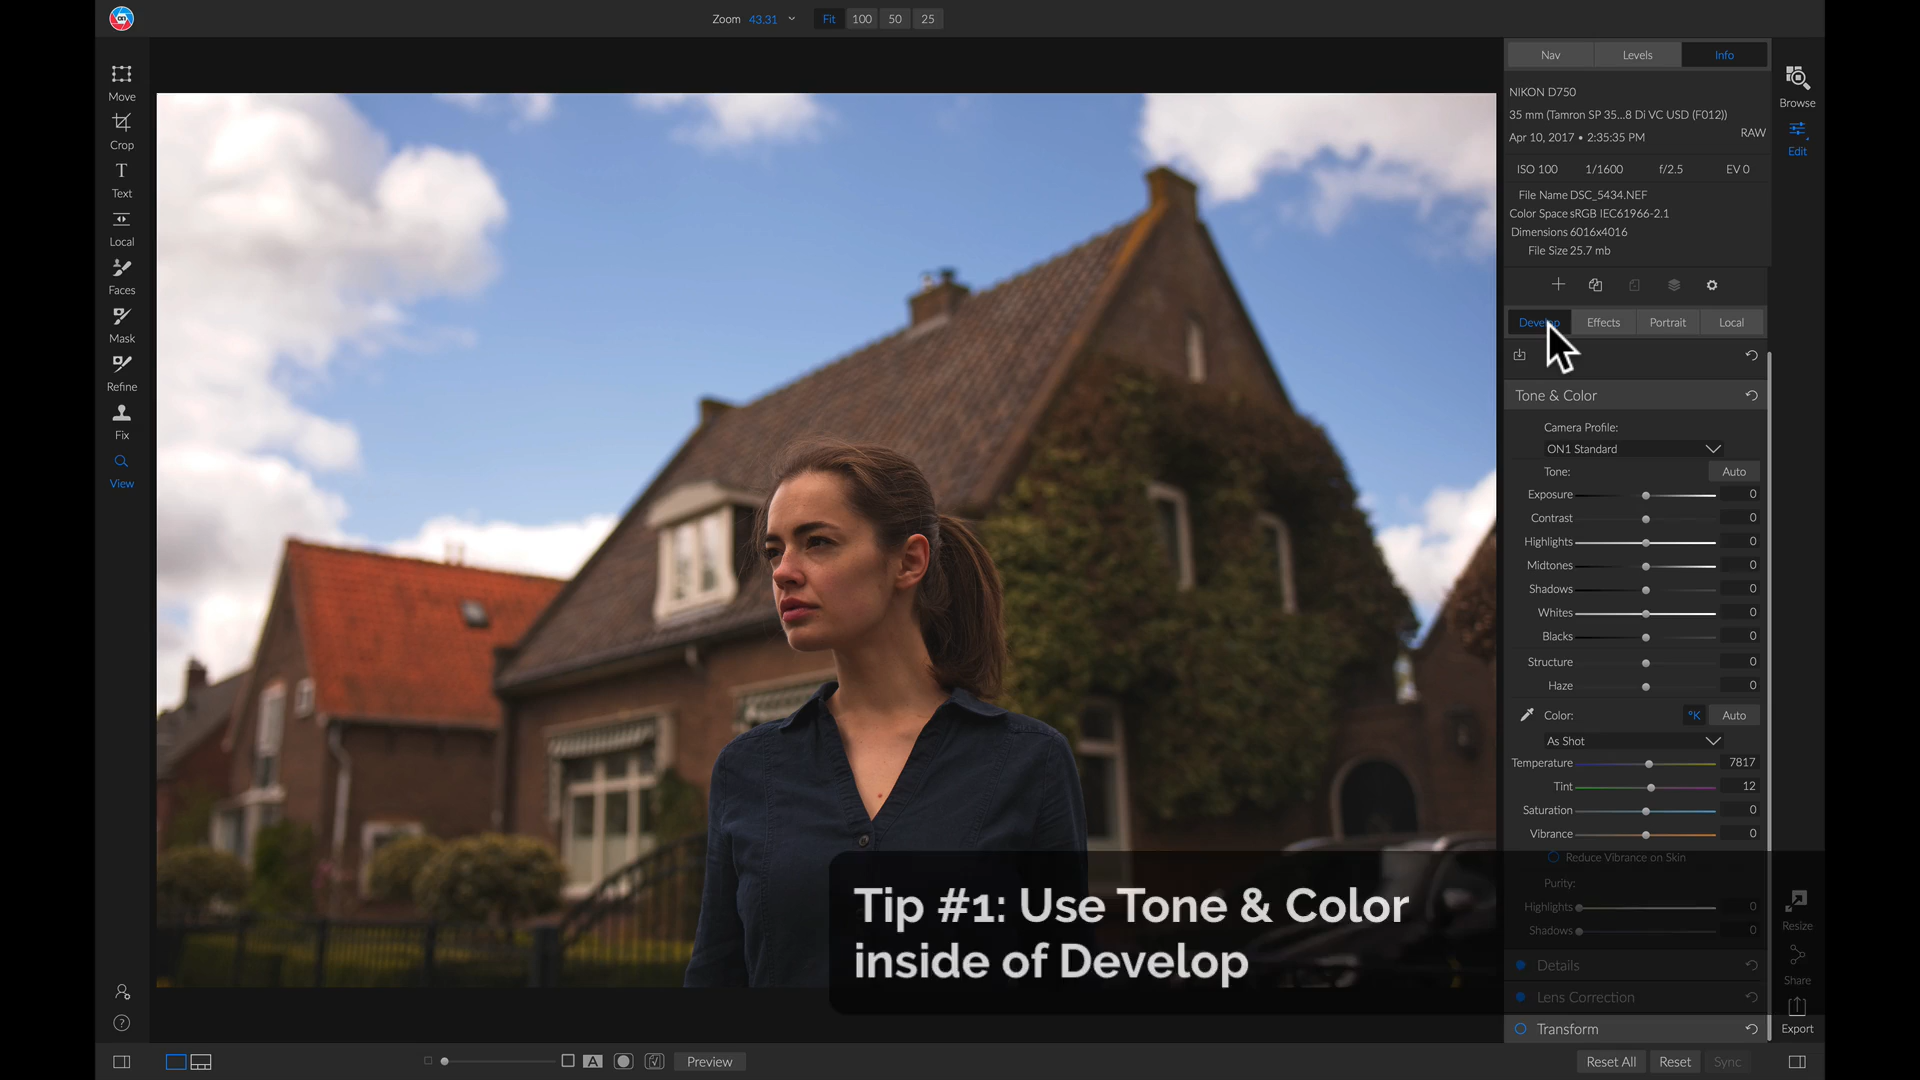 Zoom 43.31 Fit 100 50 25
Move
Crop
T
Text
Local
Faces
Mask
Refine
Fix
View
Nav Levels Info
NIKON D750
35 mm (Tamron SP 35...8 Di VC USD (F012))
Apr 10, 2017 • 2:35:35 PM RAW
ISO 100 1/1600 f/2.5 EV 0
File Name DSC_5434.NEF
Color Space sRGB IEC61966-2.1
Dimensions 6016x4016
File Size 25.7 mb
Develop Effects Portrait Local
Tone & Color
Camera Profile:
ON1 Standard
Tone: Auto
Exposure 0
Contrast 0
Highlights 0
Midtones 0
Shadows 0
Whites 0
Blacks 0
Structure 0
Haze 0
Color: °K Auto
As Shot
Temperature 7817
Tint 12
Saturation 0
Vibrance 0
Reduce Vibrance on Skin
Purity:
Highlights 0
Shadows 0
Details
Lens Correction
Transform
Browse
Edit
Resize
Share
Export
Tip #1: Use Tone & Color
inside of Develop
?
A Preview
Reset All Reset Sync